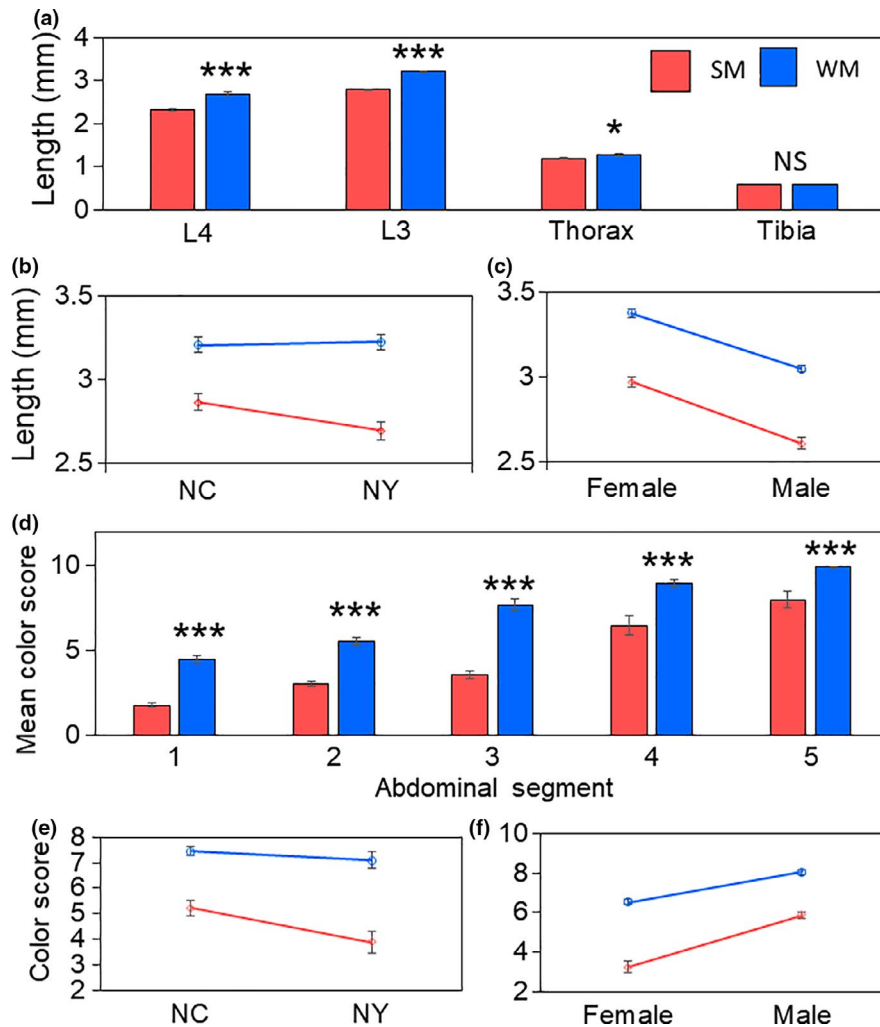 (a)
Length (mm)
4
3
2
1
0
***
***
*
NS
SM
WM
L4
L3
Thorax
Tibia
(b)
Length (mm)
3.5
3
2.5
NC
NY
(c)
3.5
3
2.5
Female
Male
(d)
Mean color score
10
5
0
***
***
***
***
***
1
2
3
4
5
Abdominal segment
(e)
Color score
8
7
6
5
4
3
2
NC
NY
(f)
10
8
6
4
2
Female
Male